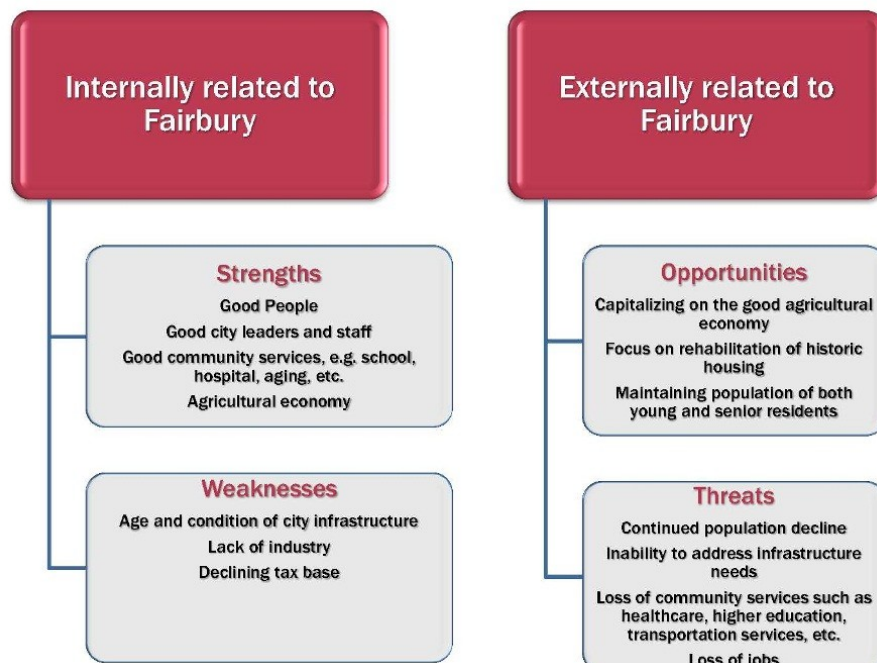 Internally related to
Fairbury
Strengths
Good People
Good city leaders and staff
Good community services, e.g. school,
hospital, aging, etc.
Agricultural economy
Weaknesses
Age and condition of city infrastructure
Lack of industry
Declining tax base
Externally related to
Fairbury
Opportunities
Capitalizing on the good agricultural
economy
Focus on rehabilitation of historic
housing
Maintaining population of both
young and senior residents
Threats
Continued population decline
Inability to address infrastructure
needs
Loss of community services such as
healthcare, higher education,
transportation services, etc.
Loss of jobs